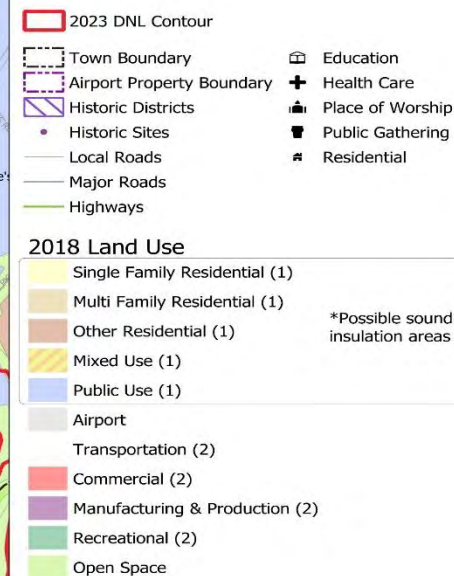 2023 DNL Contour
Town Boundary
Airport Property Boundary
Historic Districts
Historic Sites
Local Roads
Major Roads
Highways
Education
Health Care
Place of Worship
Public Gathering
Residential
2018 Land Use
Single Family Residential (1)
Multi Family Residential (1)
Other Residential (1)
Mixed Use (1)
Public Use (1)
*Possible sound
insulation areas
Airport
Transportation (2)
Commercial (2)
Manufacturing & Production (2)
Recreational (2)
Open Space